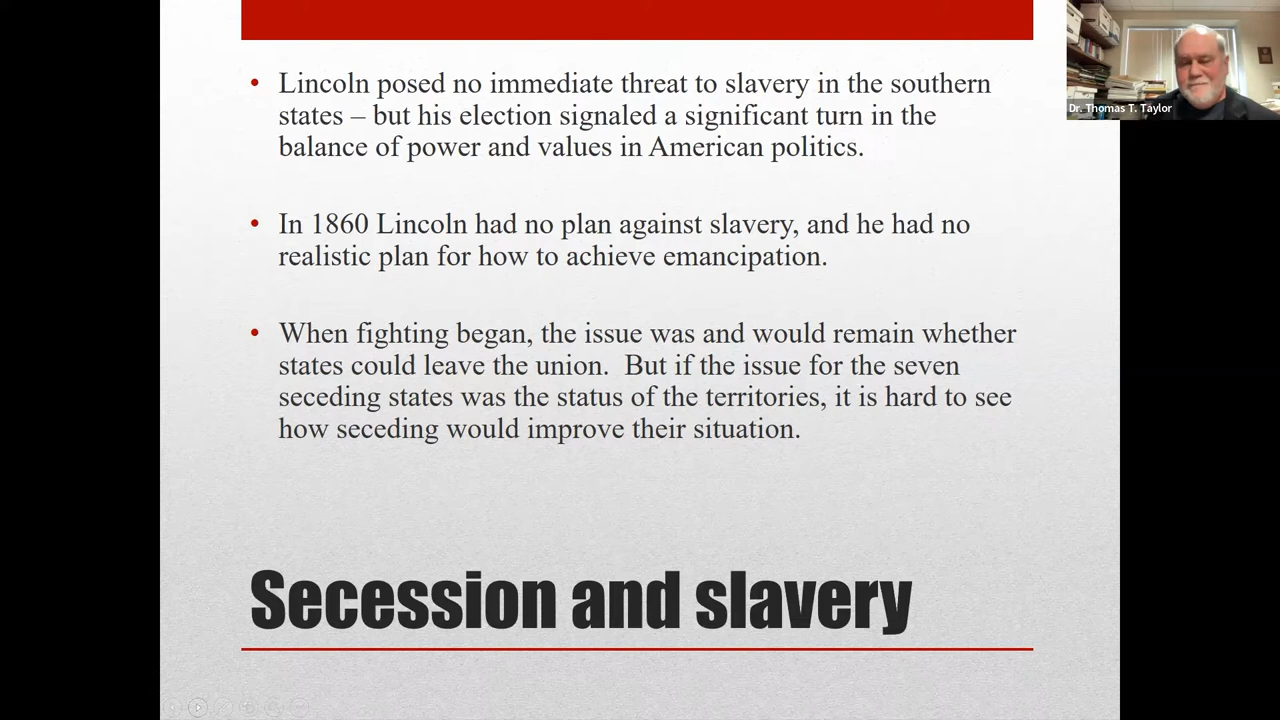 • Lincoln posed no immediate threat to slavery in the southern
states – but his election signaled a significant turn in the
balance of power and values in American politics.
• In 1860 Lincoln had no plan against slavery, and he had no
realistic plan for how to achieve emancipation.
• When fighting began, the issue was and would remain whether
states could leave the union.  But if the issue for the seven
seceding states was the status of the territories, it is hard to see
how seceding would improve their situation.
Secession and slavery
Dr. Thomas T. Taylor